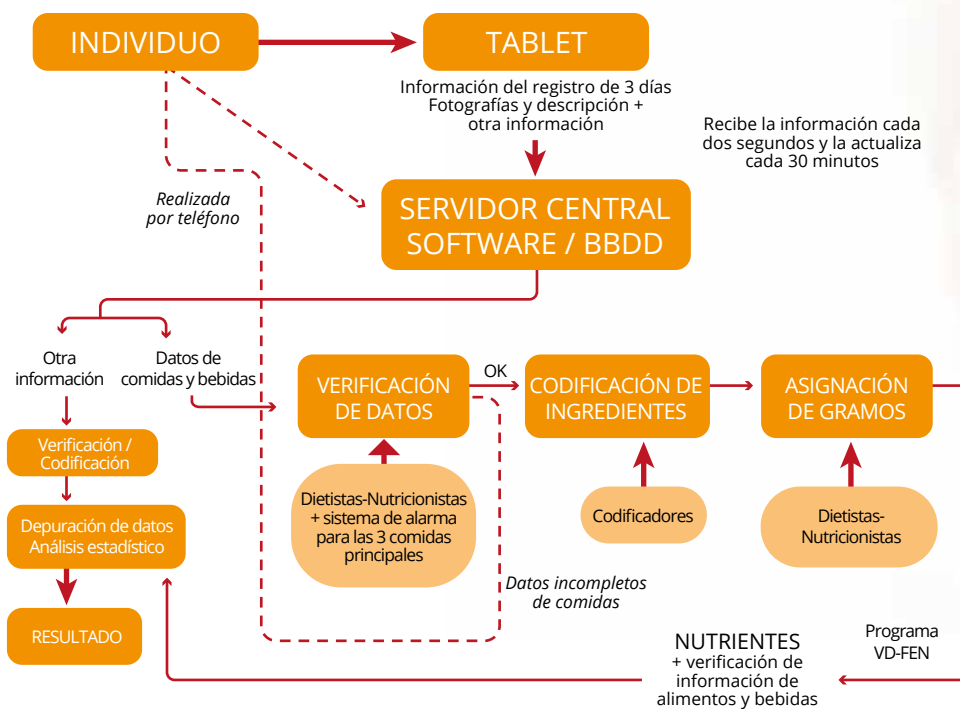 INDIVIDUO
TABLET
Información del registro de 3 días
Fotografías y descripción +
otra información
Recibe la información cada
dos segundos y la actualiza
cada 30 minutos
Realizada
por teléfono
SERVIDOR CENTRAL
SOFTWARE / BBDD
Otra
información
Datos de
comidas y bebidas
VERIFICACIÓN
DE DATOS
OK
CODIFICACIÓN DE
INGREDIENTES
ASIGNACIÓN
DE GRAMOS
Verificación /
Codificación
Dietistas-Nutricionistas
+ sistema de alarma
para las 3 comidas
principales
Codificadores
Dietistas-
Nutricionistas
Depuración de datos
Análisis estadístico
Datos incompletos
de comidas
RESULTADO
NUTRIENTES
+ verificación de
información de
alimentos y bebidas
Programa
VD-FEN